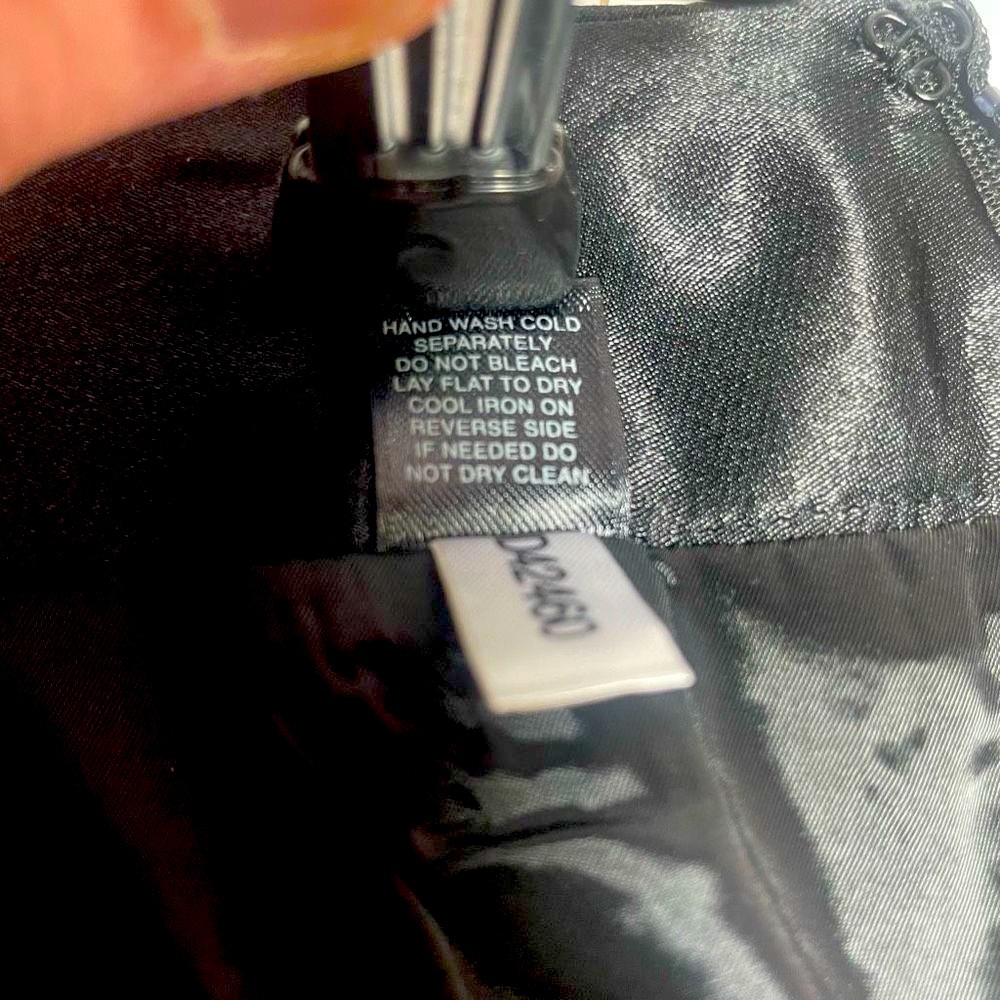 HAND WASH COLD
SEPARATELY
DO NOT BLEACH
LAY FLAT TO DRY
COOL IRON ON
REVERSE SIDE
IF NEEDED DO
NOT DRY CLEAN
D42460